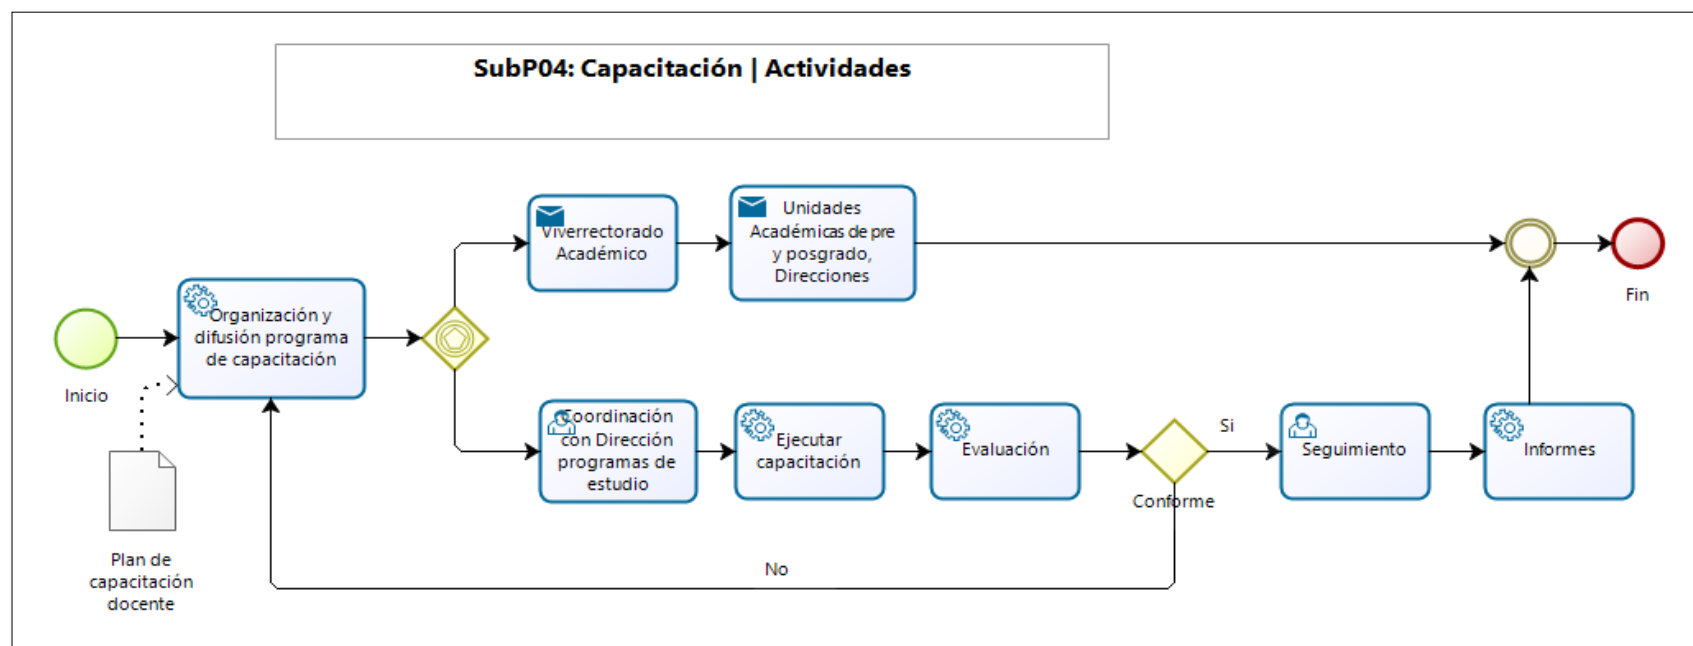 SubP04: Capacitación | Actividades
Viverrectorado
Académico
Unidades
Académicas de pre
y posgrado,
Direcciones
Organización y
difusión programa
de capacitación
Inicio
Fin
Coordinación
con Dirección
programas de
estudio
Ejecutar
capacitación
Evaluación
Conforme
Si
Seguimiento
Informes
No
Plan de
capacitación
docente